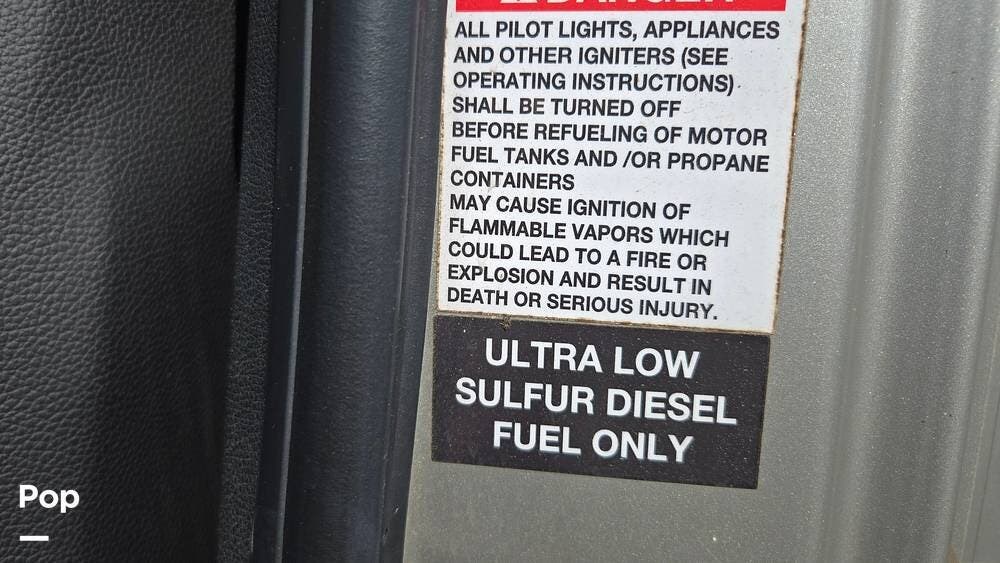 DANGER
ALL PILOT LIGHTS, APPLIANCES
AND OTHER IGNITERS (SEE
OPERATING INSTRUCTIONS)
SHALL BE TURNED OFF
BEFORE REFUELING OF MOTOR
FUEL TANKS AND /OR PROPANE
CONTAINERS
MAY CAUSE IGNITION OF
FLAMMABLE VAPORS WHICH
COULD LEAD TO A FIRE OR
EXPLOSION AND RESULT IN
DEATH OR SERIOUS INJURY.
ULTRA LOW
SULFUR DIESEL
FUEL ONLY
Pop